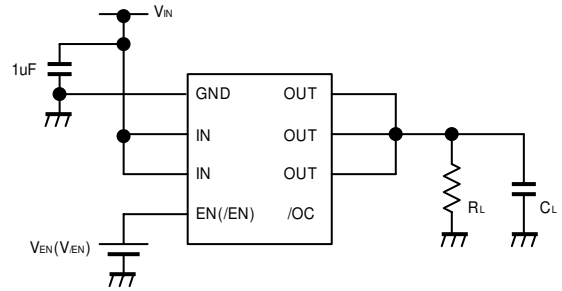 VIN
1uF
GND OUT
IN OUT
IN OUT
EN(/EN) /OC
VEN(V/EN)
RL
CL